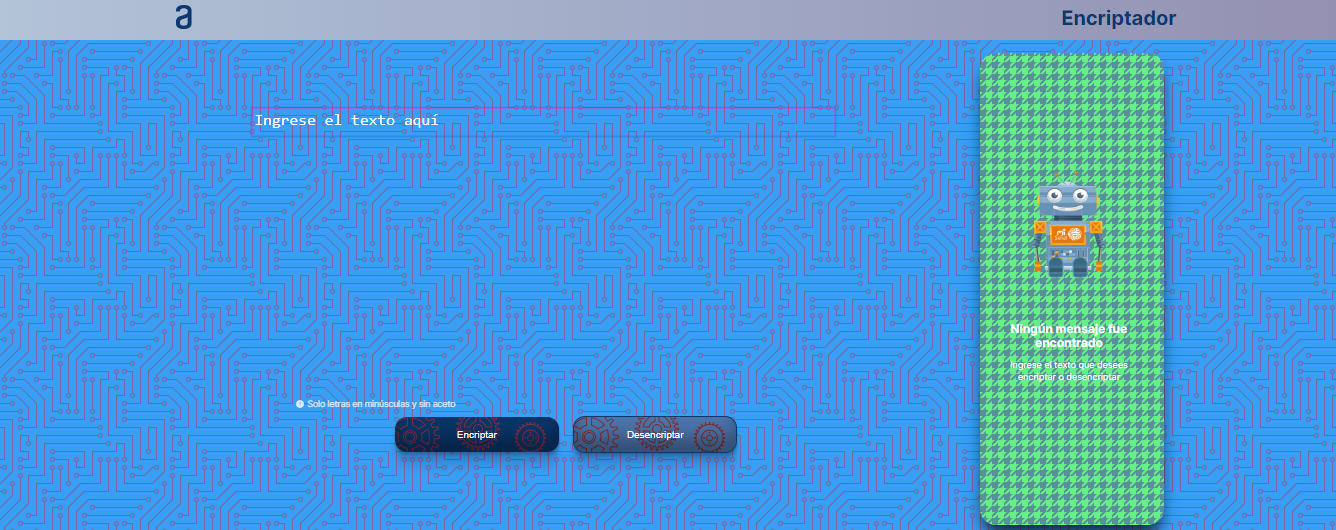 a
Encriptador
Ingrese el texto aquí
Ningún mensaje fue
encontrado
Ingrese el texto que desees
encriptar o desencriptar
Solo letras en minúsculas y sin aceto
Encriptar
Desencriptar